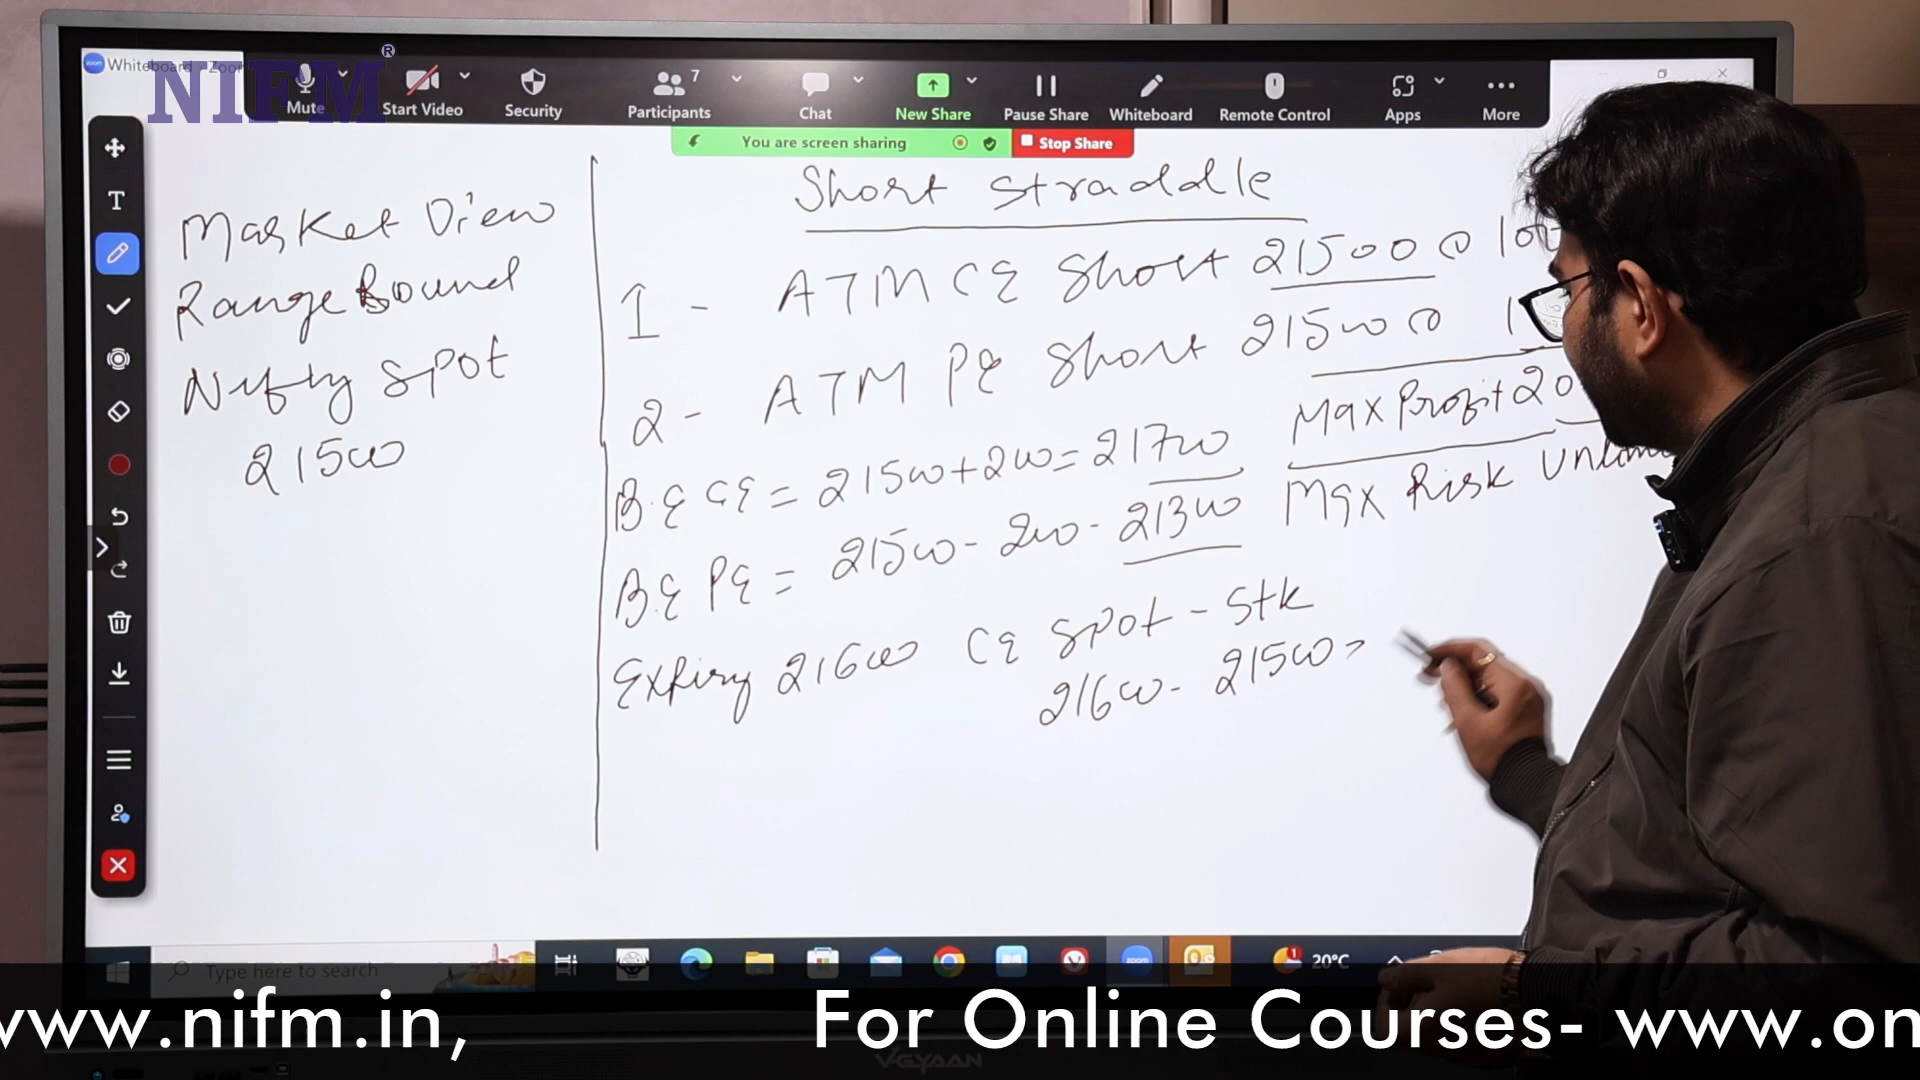 Whiteboard Zoom
NIFM®
Mute
Start Video
Security
Participants
7
Chat
New Share
Pause Share
Whiteboard
Remote Control
Apps
More
You are screen sharing
Stop Share
T
Market View
Range Bound
Nifty Spot
21500
Short Straddle
1 - ATM CE Short 21500 @ 100
2 - ATM PE Short 21500 @
B.E CE = 21500+200=21700
Max Profit 20
B.E PE = 21500-200-21300
Max Risk
Expiry 21600 CE Spot - Stk
21600 - 21500 =
Type here to search
zoom
1
20°C
www.nifm.in,
For Online Courses- www.on
V-GYAAN